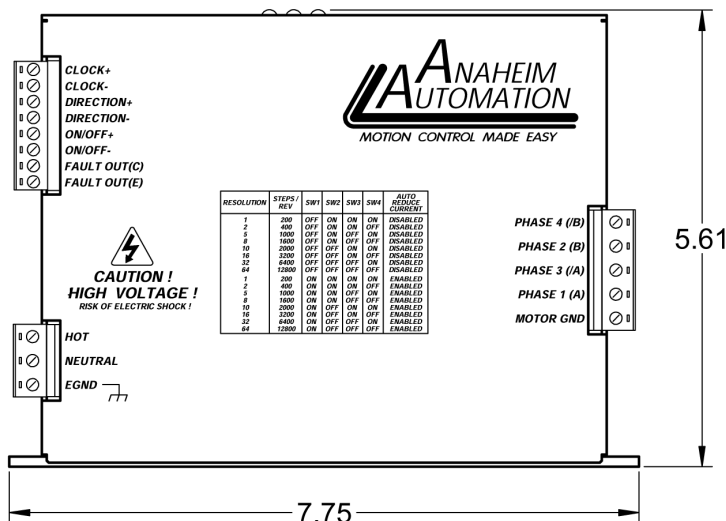 ANAHEIM
AUTOMATION
MOTION CONTROL MADE EASY
CLOCK+
CLOCK-
DIRECTION+
DIRECTION-
ON/OFF+
ON/OFF-
FAULT OUT(C)
FAULT OUT(E)
RESOLUTION STEPS / REV SW1 SW2 SW3 SW4 AUTO REDUCE CURRENT
1 200 OFF ON ON ON DISABLED
2 400 OFF ON ON OFF DISABLED
5 1000 OFF ON OFF ON DISABLED
8 1600 OFF ON OFF OFF DISABLED
10 2000 OFF OFF ON ON DISABLED
16 3200 OFF OFF ON OFF DISABLED
32 6400 OFF OFF OFF ON DISABLED
64 12800 OFF OFF OFF OFF DISABLED
1 200 ON ON ON ON ENABLED
2 400 ON ON ON OFF ENABLED
5 1000 ON ON OFF ON ENABLED
8 1600 ON ON OFF OFF ENABLED
10 2000 ON OFF ON ON ENABLED
16 3200 ON OFF ON OFF ENABLED
32 6400 ON OFF OFF ON ENABLED
64 12800 ON OFF OFF OFF ENABLED
CAUTION !
HIGH VOLTAGE !
RISK OF ELECTRIC SHOCK !
HOT
NEUTRAL
EGND
PHASE 4 (/B)
PHASE 2 (B)
PHASE 3 (/A)
PHASE 1 (A)
MOTOR GND
5.61
7.75